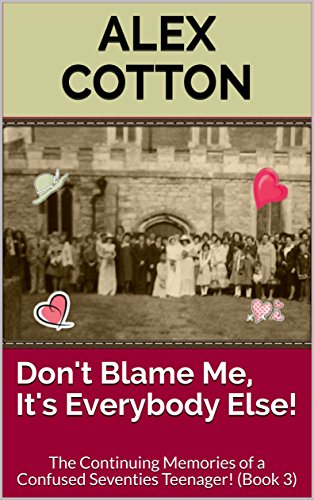 ALEX
COTTON
Don't Blame Me,
It's Everybody Else!
The Continuing Memories of a
Confused Seventies Teenager! (Book 3)